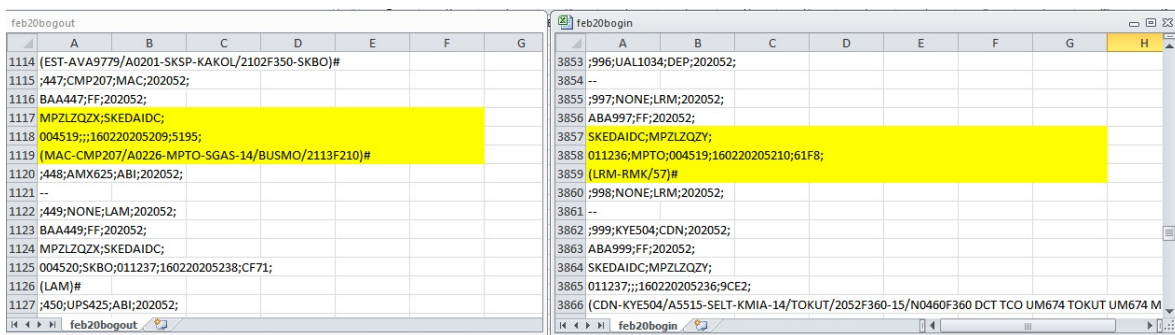 feb20bogout
A B C D E F G
1114 (EST-AVA9779/A0201-SKSP-KAKOL/2102F350-SKBO)#
1115 ;447;CMP207;MAC;202052;
1116 BAA447;FF;202052;
1117 MPZLZQZX;SKEDAIDC;
1118 004519;;;160220205209;5195;
1119 (MAC-CMP207/A0226-MPTO-SGAS-14/BUSMO/2113F210)#
1120 ;448;AMX625;ABI;202052;
1121 --
1122 ;449;NONE;LAM;202052;
1123 BAA449;FF;202052;
1124 MPZLZQZX;SKEDAIDC;
1125 004520;SKBO;011237;160220205238;CF71;
1126 (LAM)#
1127 ;450;UPS425;ABI;202052;
feb20bogout
feb20bogin
A B C D E F G H
3853 ;996;UAL1034;DEP;202052;
3854 --
3855 ;997;NONE;LRM;202052;
3856 ABA997;FF;202052;
3857 SKEDAIDC;MPZLZQZY;
3858 011236;MPTO;004519;160220205210;61F8;
3859 (LRM-RMK/57)#
3860 ;998;NONE;LRM;202052;
3861 --
3862 ;999;KYE504;CDN;202052;
3863 ABA999;FF;202052;
3864 SKEDAIDC;MPZLZQZY;
3865 011237;;;160220205236;9CE2;
3866 (CDN-KYE504/A5515-SELT-KMIA-14/TOKUT/2052F360-15/N0460F360 DCT TCO UM674 TOKUT UM674 M
feb20bogin